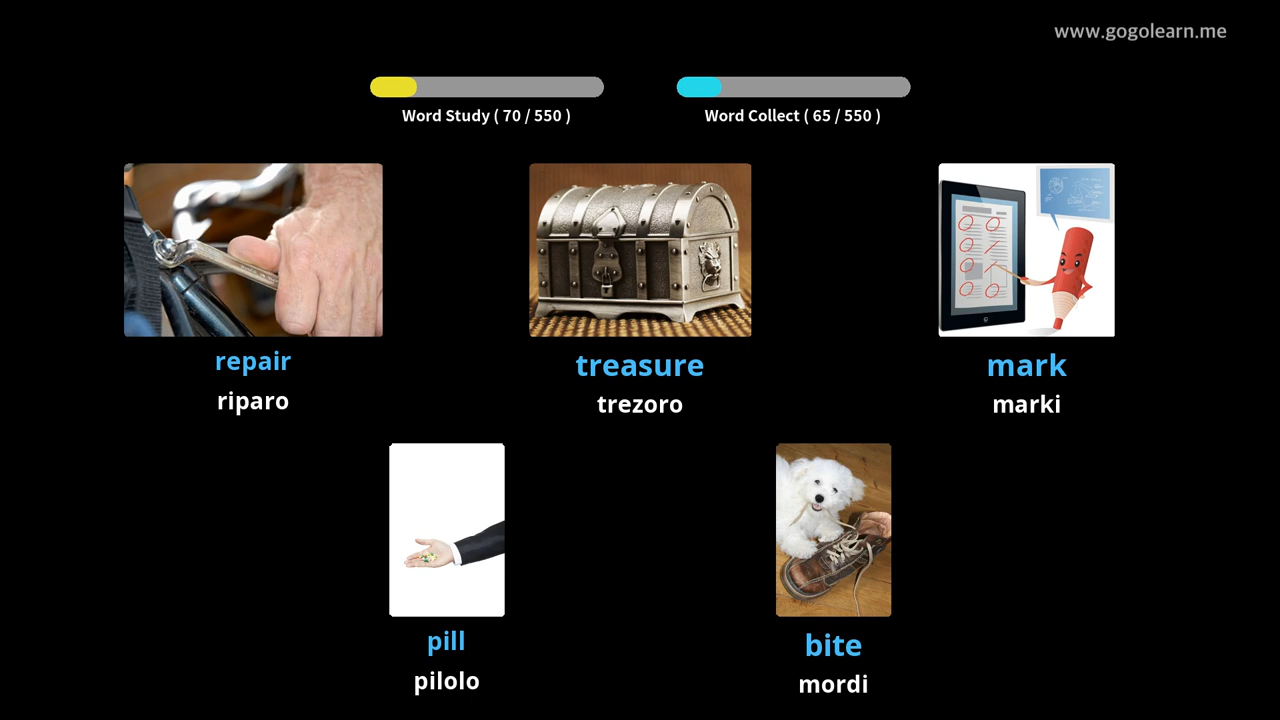 www.gogolearn.me
Word Study ( 70 / 550 )
Word Collect ( 65 / 550 )
repair
riparo
treasure
trezoro
mark
marki
pill
pilolo
bite
mordi